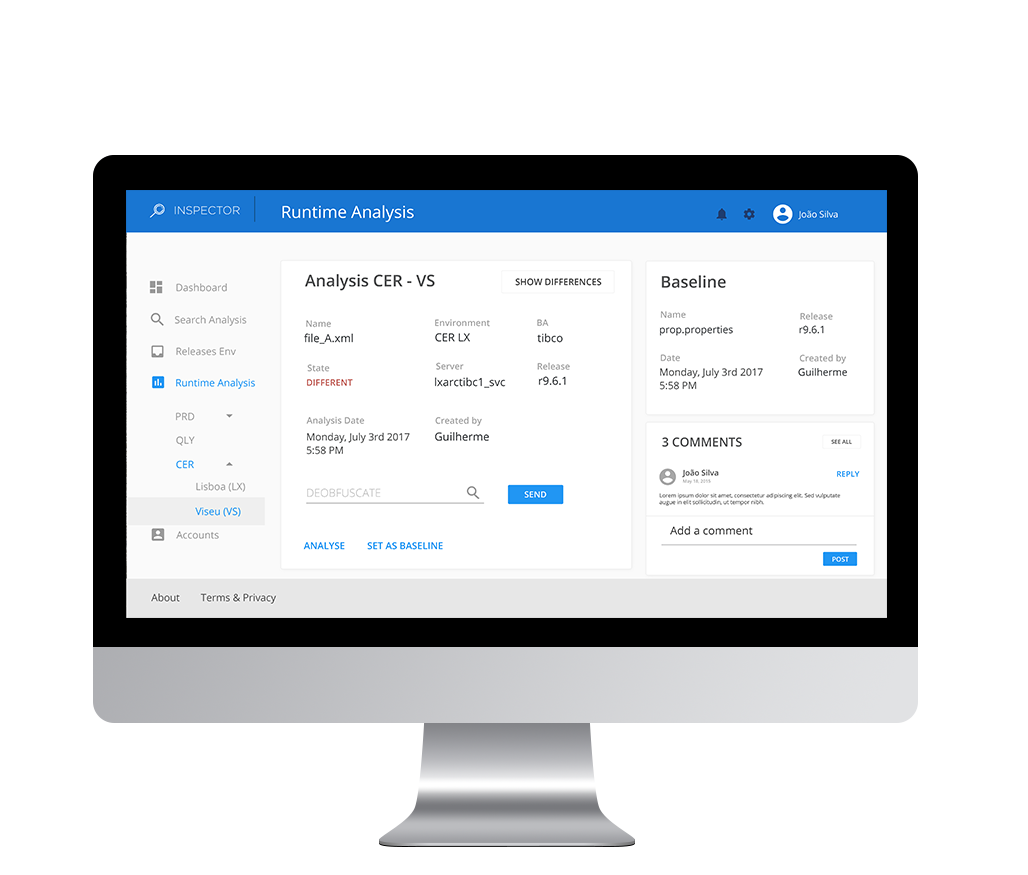 INSPECTOR
Runtime Analysis
João Silva
Dashboard
Search Analysis
Releases Env
Runtime Analysis
PRD
QLY
CER
Lisboa (LX)
Viseu (VS)
Accounts
Analysis CER - VS
SHOW DIFFERENCES
Name
Environment
BA
file_A.xml
CER LX
tibco
State
Server
Release
DIFFERENT
lxarctibc1_svc
r9.6.1
Analysis Date
Created by
Monday, July 3rd 2017
Guilherme
5:58 PM
DEOBFUSCATE
SEND
ANALYSE
SET AS BASELINE
Baseline
Name
Release
prop.properties
r9.6.1
Date
Created by
Monday, July 3rd 2017
Guilherme
5:58 PM
3 COMMENTS
SEE ALL
João Silva
REPLY
May 18, 2018
Lorem ipsum dolor sit amet, consectetur adipiscing elit. Sed vulputate
augue in elit sollicitudin, ut tempor nibh.
Add a comment
POST
About
Terms & Privacy